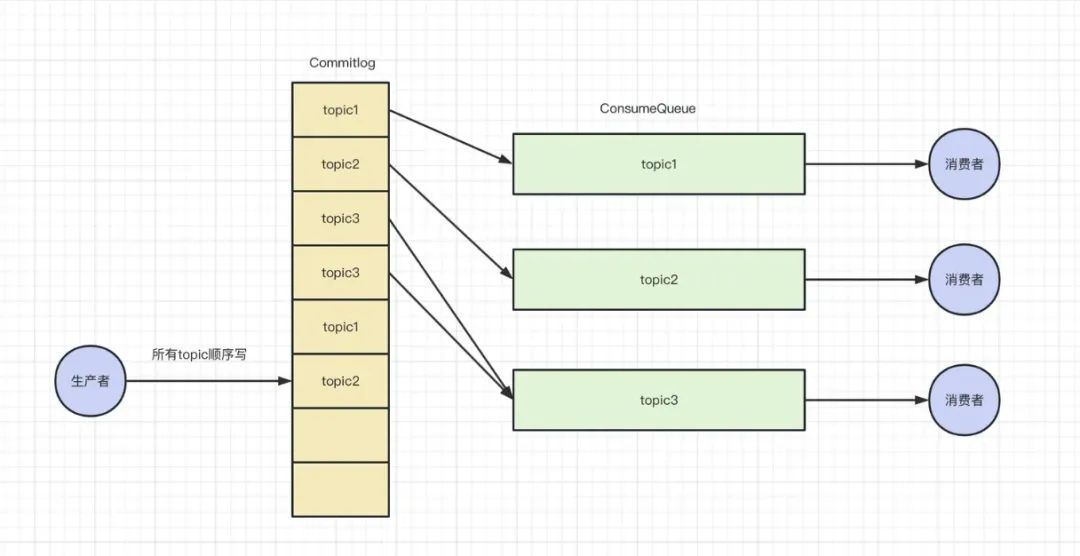 Commitlog
topic1
topic2
topic3
topic3
topic1
topic2
生产者
所有topic顺序写
ConsumeQueue
topic1
消费者
topic2
消费者
topic3
消费者